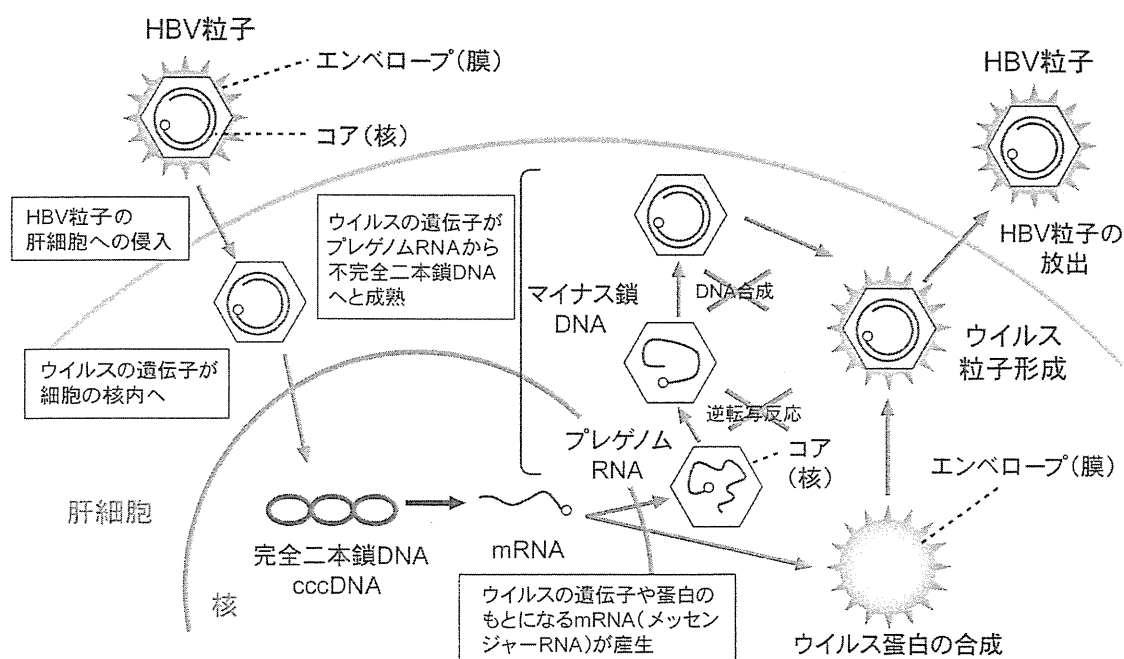 HBV粒子
エンベロープ(膜)
コア(核)
HBV粒子
HBV粒子の
肝細胞への侵入
ウイルスの遺伝子が
プレゲノムRNAから
不完全二本鎖DNA
へと成熟
マイナス鎖
DNA
DNA合成
HBV粒子の
放出
ウイルスの遺伝子が
細胞の核内へ
ウイルス
粒子形成
逆転写反応
プレゲノム
RNA
コア
(核)
エンベロープ(膜)
肝細胞
完全二本鎖DNA
cccDNA
mRNA
核
ウイルスの遺伝子や蛋白の
もとになるmRNA(メッセン
ジャーRNA)が産生
ウイルス蛋白の合成